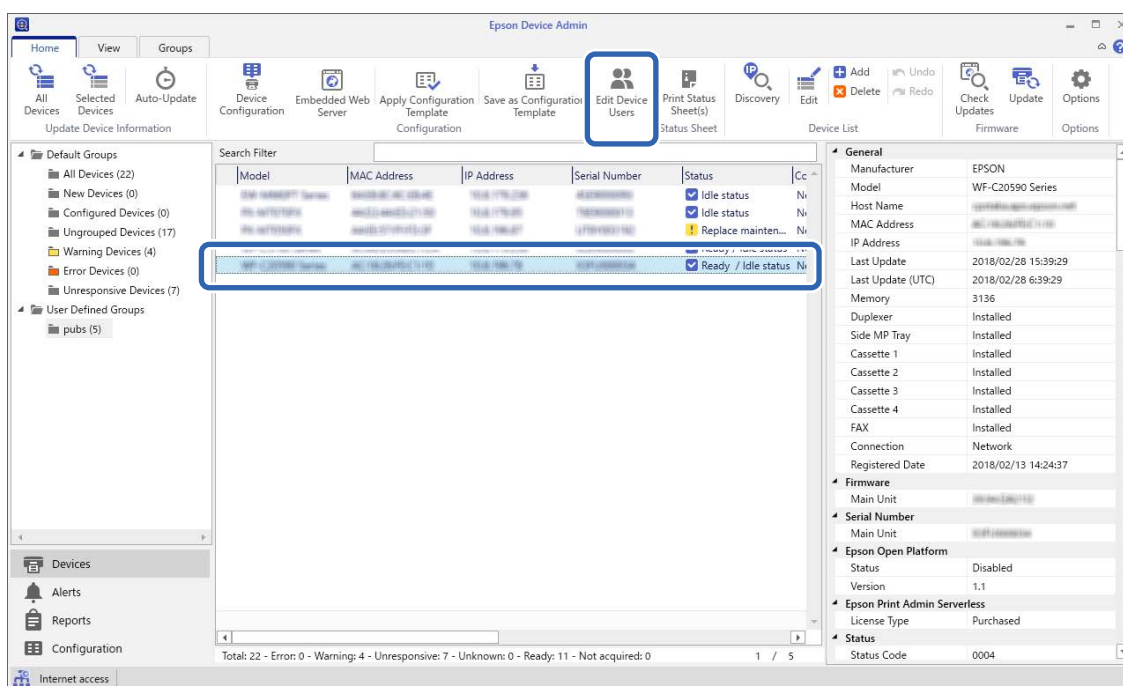 Epson Device Admin
Home View Groups
All Devices
Selected Devices
Auto-Update
Update Device Information
Device Configuration
Embedded Web Server
Apply Configuration Template
Save as Configuration Template
Edit Device Users
Configuration
Print Status Sheet(s)
Status Sheet
Discovery
Edit
Add
Delete
Undo
Redo
Device List
Check Updates
Update
Firmware
Options
Options
Default Groups
All Devices (22)
New Devices (0)
Configured Devices (0)
Ungrouped Devices (17)
Warning Devices (4)
Error Devices (0)
Unresponsive Devices (7)
User Defined Groups
pubs (5)
Devices
Alerts
Reports
Configuration
Search Filter
Model MAC Address IP Address Serial Number Status
Idle status
Idle status
Replace mainten...
Ready / Idle status
Total: 22 - Error: 0 - Warning: 4 - Unresponsive: 7 - Unknown: 0 - Ready: 11 - Not acquired: 0 1 / 5
General
Manufacturer EPSON
Model WF-C20590 Series
Host Name
MAC Address
IP Address
Last Update 2018/02/28 15:39:29
Last Update (UTC) 2018/02/28 6:39:29
Memory 3136
Duplexer Installed
Side MP Tray Installed
Cassette 1 Installed
Cassette 2 Installed
Cassette 3 Installed
Cassette 4 Installed
FAX Installed
Connection Network
Registered Date 2018/02/13 14:24:37
Firmware
Main Unit
Serial Number
Main Unit
Epson Open Platform
Status Disabled
Version 1.1
Epson Print Admin Serverless
License Type Purchased
Status
Status Code 0004
Internet access